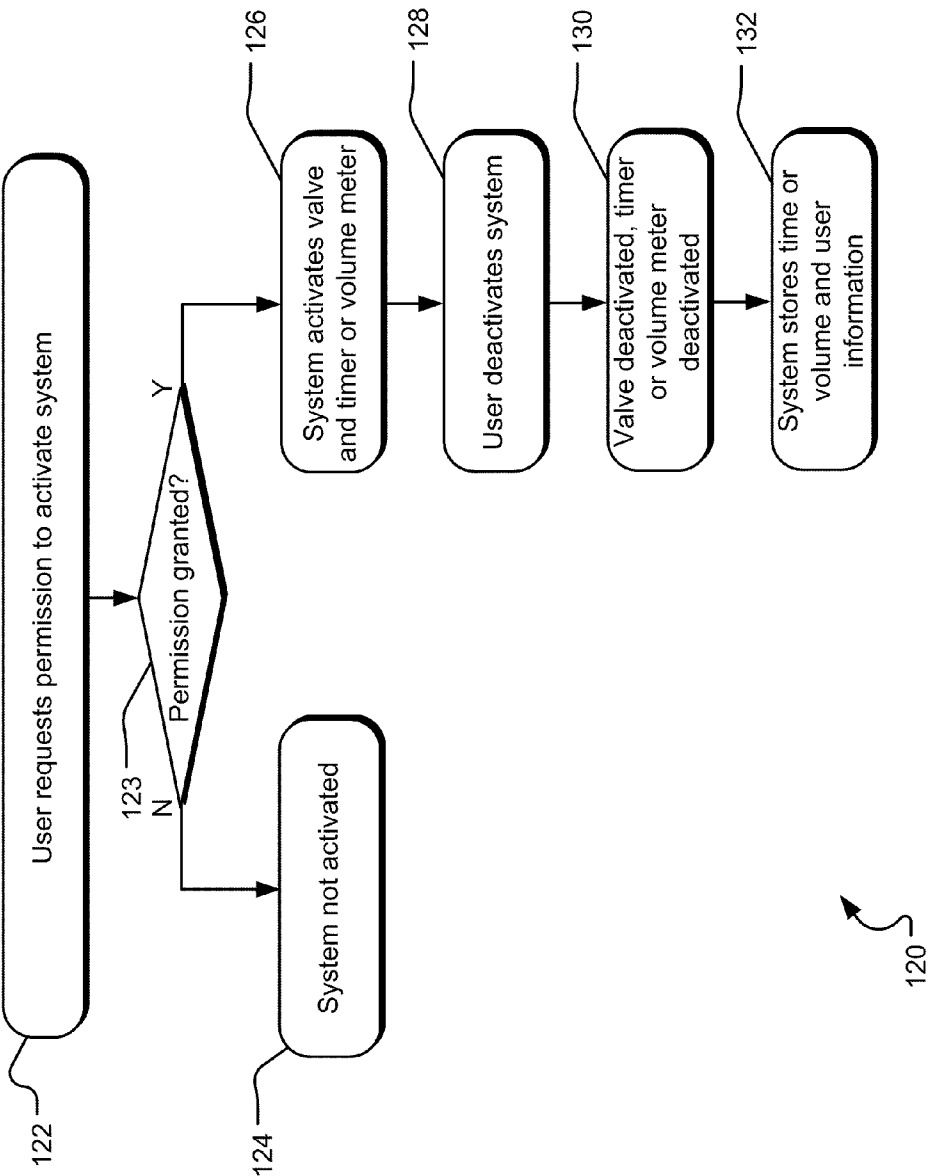 122
User requests permission to activate system
123
Permission granted?
N
Y
124
System not activated
126
System activates valve
and timer or volume meter
128
User deactivates system
130
Valve deactivated, timer
or volume meter
deactivated
132
System stores time or
volume and user
information
120